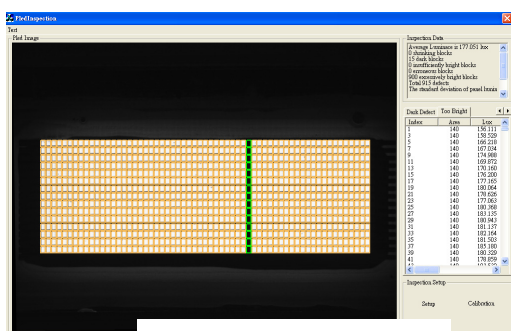 PledInspection
Test
Pled Image
Inspection Data
Average Luminance is 177.051 lux
0 shrinking blocks
15 dark blocks
0 insufficiently bright blocks
0 erroneous blocks
900 excessively bright blocks
Total 915 defects
The standard deviation of panel lumin
Dark Defect Too Bright
Index Area Lux
1 140 156.111
3 140 158.529
5 140 166.218
7 140 167.034
9 140 174.988
11 140 169.872
13 140 170.160
15 140 176.200
17 140 177.165
19 140 180.064
21 140 178.626
23 140 177.063
25 140 180.368
27 140 183.135
29 140 180.943
31 140 181.137
33 140 182.164
35 140 181.503
37 140 185.180
39 140 180.329
41 140 178.859
Inspection Setup
Setup Calibration